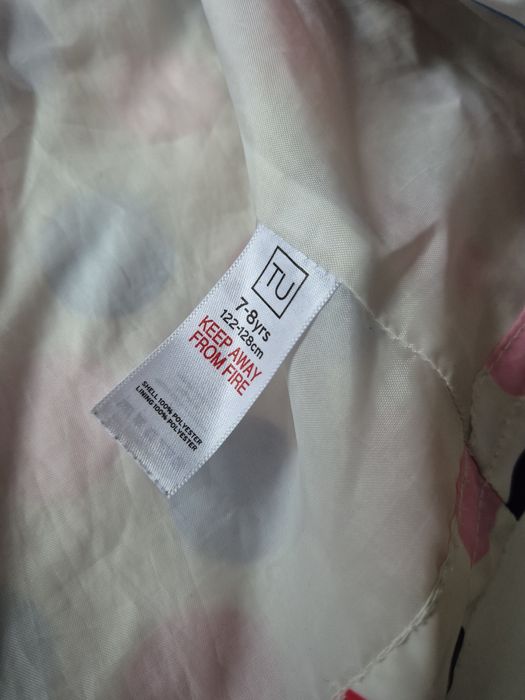 TU
7-8yrs
122-128cm
KEEP AWAY
FROM FIRE
SHELL 100% POLYESTER
LINING 100% POLYESTER